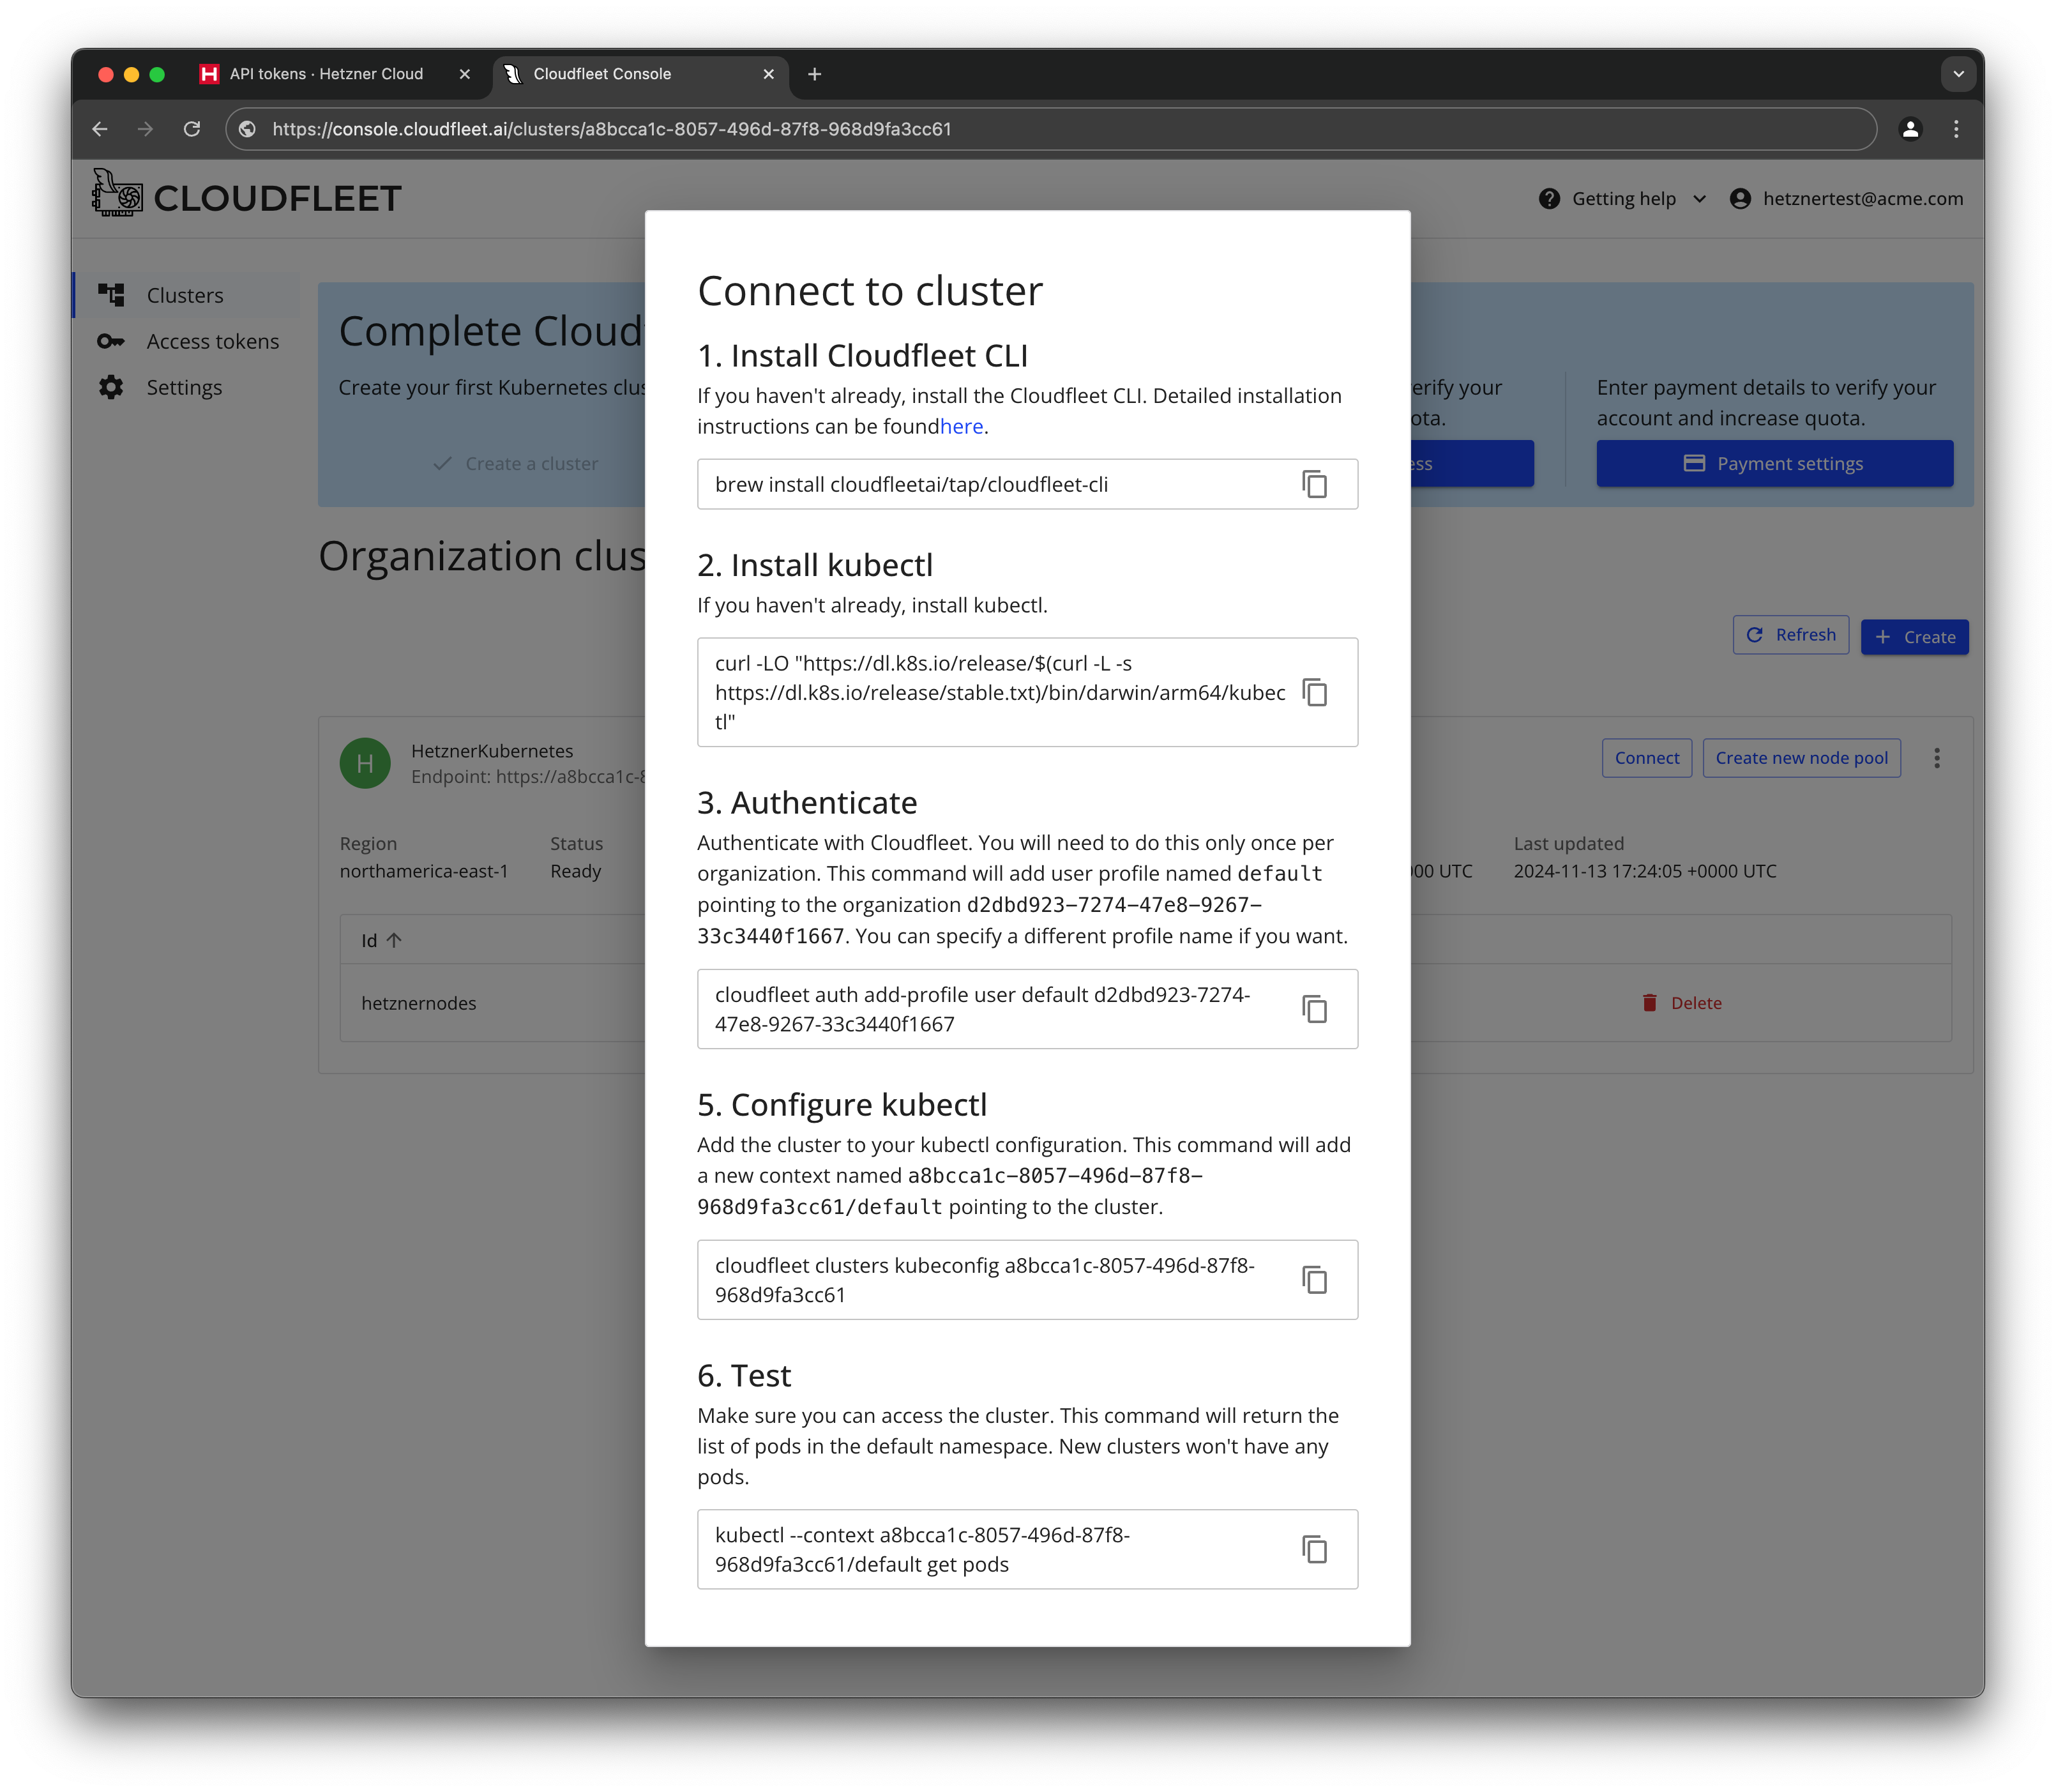 API tokens · Hetzner Cloud
Cloudfleet Console
https://console.cloudfleet.ai/clusters/a8bcca1c-8057-496d-87f8-968d9fa3cc61
CLOUDFLEET
Getting help
hetznertest@acme.com
Clusters
Access tokens
Settings
Complete Cloudf
Create your first Kubernetes clus
Create a cluster
erify your
ota.
ess
Enter payment details to verify your
account and increase quota.
Payment settings
Organization clus
Refresh
+ Create
H
HetznerKubernetes
Endpoint: https://a8bcca1c-8
Connect
Create new node pool
Region
northamerica-east-1
Status
Ready
000 UTC
Last updated
2024-11-13 17:24:05 +0000 UTC
Id ↑
hetznernodes
Delete
Connect to cluster
1. Install Cloudfleet CLI
If you haven't already, install the Cloudfleet CLI. Detailed installation
instructions can be foundhere.
brew install cloudfleetai/tap/cloudfleet-cli
2. Install kubectl
If you haven't already, install kubectl.
curl -LO "https://dl.k8s.io/release/$(curl -L -s
https://dl.k8s.io/release/stable.txt)/bin/darwin/arm64/kubec
tl"
3. Authenticate
Authenticate with Cloudfleet. You will need to do this only once per
organization. This command will add user profile named default
pointing to the organization d2dbd923-7274-47e8-9267-
33c3440f1667. You can specify a different profile name if you want.
cloudfleet auth add-profile user default d2dbd923-7274-
47e8-9267-33c3440f1667
5. Configure kubectl
Add the cluster to your kubectl configuration. This command will add
a new context named a8bcca1c-8057-496d-87f8-
968d9fa3cc61/default pointing to the cluster.
cloudfleet clusters kubeconfig a8bcca1c-8057-496d-87f8-
968d9fa3cc61
6. Test
Make sure you can access the cluster. This command will return the
list of pods in the default namespace. New clusters won't have any
pods.
kubectl --context a8bcca1c-8057-496d-87f8-
968d9fa3cc61/default get pods